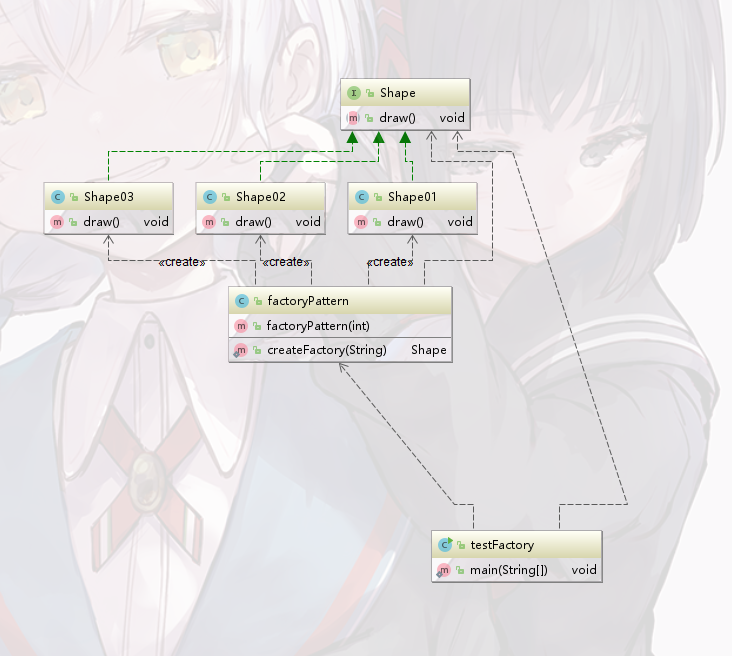 Shape
draw() void
Shape03 Shape02 Shape01
draw() void draw() void draw() void
«create» «create» «create»
factoryPattern
factoryPattern(int)
createFactory(String) Shape
testFactory
main(String[]) void